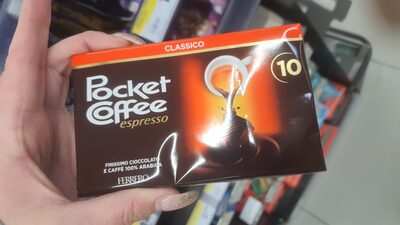 CLASSICO
Pocket
Coffee
espresso
10
FINISSIMO CIOCCOLATO
E CAFFÈ 100% ARABICA
FERRERO